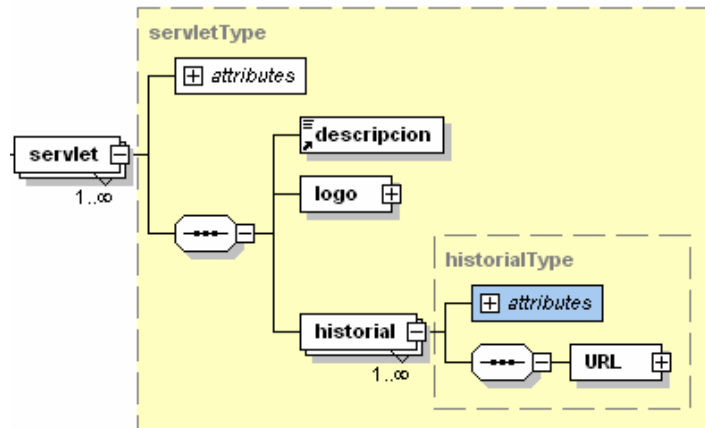 servletType
attributes
servlet
1..∞
descripcion
logo
historialType
attributes
historial
1..∞
URL